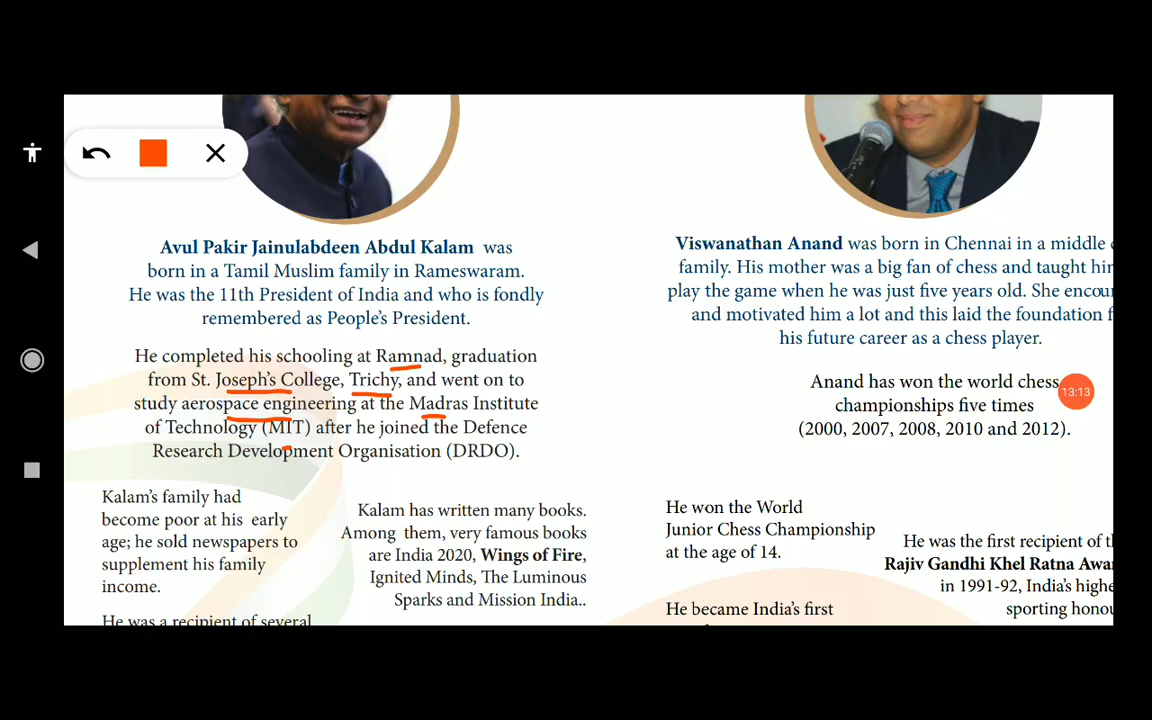 Avul Pakir Jainulabdeen Abdul Kalam was
born in a Tamil Muslim family in Rameswaram.
He was the 11th President of India and who is fondly
remembered as People's President.
He completed his schooling at Ramnad, graduation
from St. Joseph's College, Trichy, and went on to
study aerospace engineering at the Madras Institute
of Technology (MIT) after he joined the Defence
Research Development Organisation (DRDO).
Kalam's family had
become poor at his early
age; he sold newspapers to
supplement his family
income.
He was a recipient of several
Kalam has written many books.
Among them, very famous books
are India 2020, Wings of Fire,
Ignited Minds, The Luminous
Sparks and Mission India..
Viswanathan Anand was born in Chennai in a middle
family. His mother was a big fan of chess and taught
play the game when he was just five years old. She
and motivated him a lot and this laid the foundation
his future career as a chess player.
Anand has won the world chess
championships five times
(2000, 2007, 2008, 2010 and 2012).
13:13
He won the World
Junior Chess Championship
at the age of 14.
He became India's first
He was the first recipient of
Rajiv Gandhi Khel Ratna
in 1991-92, India's
sporting